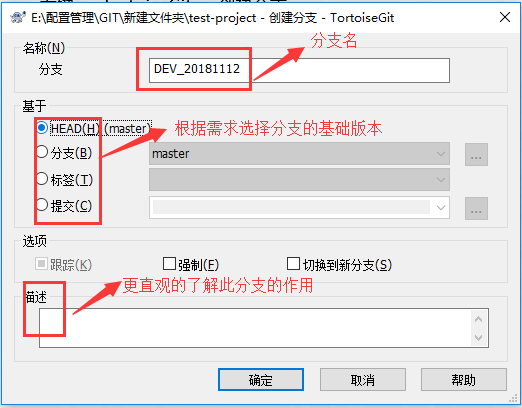 E:\配置管理\GIT\新建文件夹\test-project - 创建分支 - TortoiseGit
分支名
名称(N)
分支 DEV_20181112
基于
HEAD(H) (master)
根据需求选择分支的基础版本
分支(B) master ...
标签(T)
提交(C) ...
选项
跟踪(K) 强制(F) 切换到新分支(S)
更直观的了解此分支的作用
描述
确定 取消 帮助